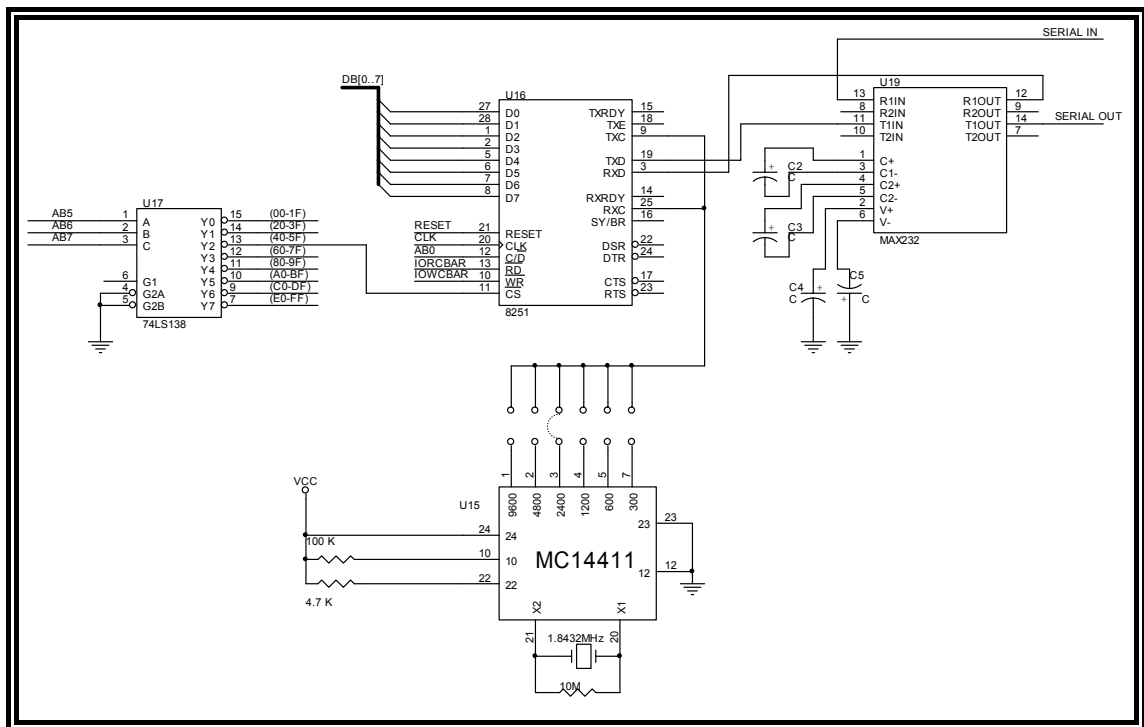 SERIAL IN
DB[0..7]
U16
27 D0 TXRDY 15
28 D1 TXE 18
1 D2 TXC 9
2 D3
5 D4 TXD 19
6 D5 RXD 3
7 D6
8 D7 RXRDY 14
RXC 25
SY/BR 16
RESET 21 RESET
CLK 20 CLK DSR 22
AB0 12 C/D DTR 24
IORCBAR 13 RD
IOWCBAR 10 WR CTS 17
11 CS RTS 23
8251
U19
13 R1IN R1OUT 12
8 R2IN R2OUT 9
11 T1IN T1OUT 14 SERIAL OUT
10 T2IN T2OUT 7
1 C+
3 C1-
4 C2+
5 C2-
2 V+
6 V-
MAX232
+ C2
C
+ C3
C
C4
C
+
C5
C
+
U17
AB5 1 A Y0 15 (00-1F)
AB6 2 B Y1 14 (20-3F)
AB7 3 C Y2 13 (40-5F)
Y3 12 (60-7F)
Y4 11 (80-9F)
6 G1 Y5 10 (A0-BF)
4 G2A Y6 9 (C0-DF)
5 G2B Y7 7 (E0-FF)
74LS138
1 2 3 4 5 7
9600 4800 2400 1200 600 300
VCC
U15
24 24 23 23
100 K
10 10 MC14411 12 12
22 22
4.7 K
X2 X1
21 20
1.8432MHz
10M